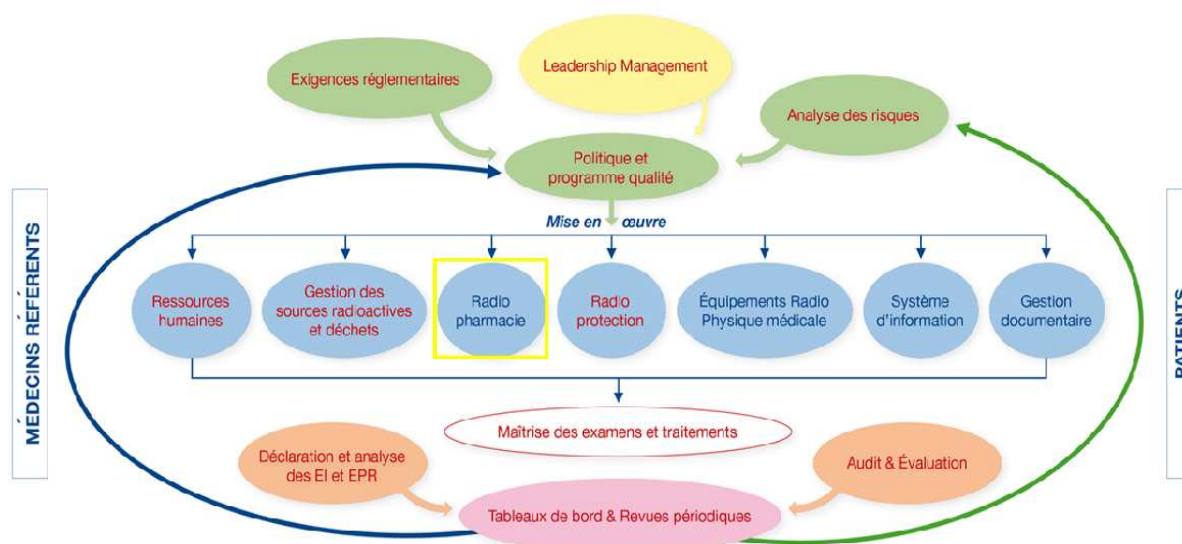 Leadership Management
Exigences réglementaires
Analyse des risques
Politique et
programme qualité
Mise en œuvre
MÉDECINS RÉFÉRENTS
PATIENTS
Ressources
humaines
Gestion des
sources radioactives
et déchets
Radio
pharmacie
Radio
protection
Équipements Radio
Physique médicale
Système
d'information
Gestion
documentaire
Maîtrise des examens et traitements
Déclaration et analyse
des EI et EPR
Audit & Évaluation
Tableaux de bord & Revues périodiques